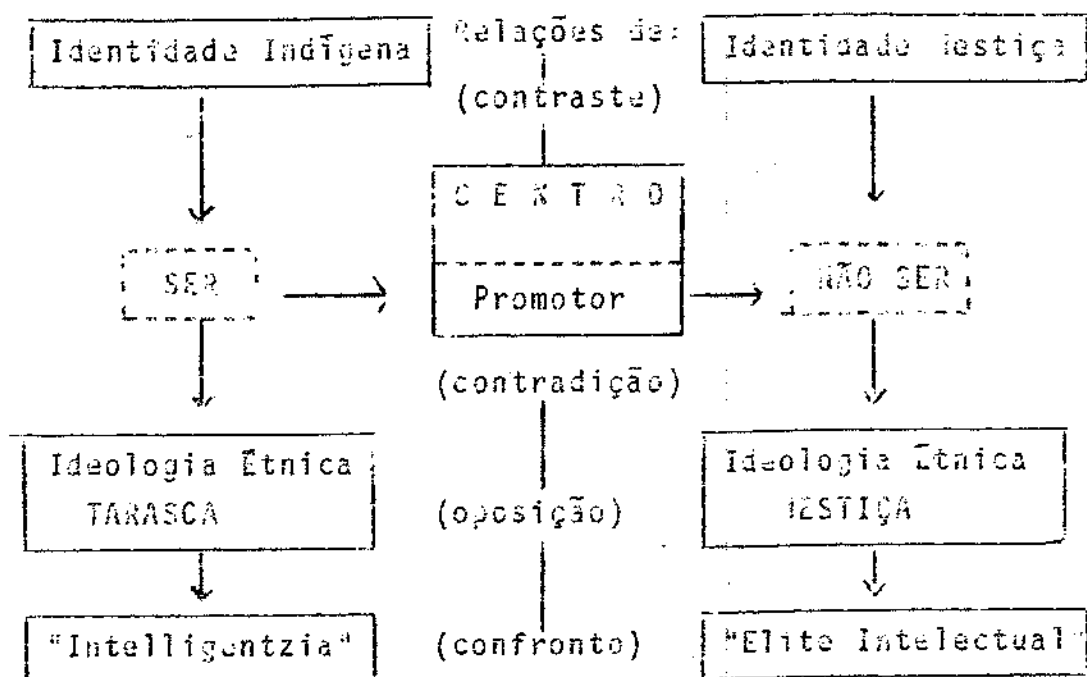 Identidade Indígena
Relações de:
Identidade Mestiça
(contraste)
C E N T R O
SER
Promotor
NÃO SER
(contradição)
Ideologia Étnica
TARASCA
(oposição)
Ideologia Étnica
MESTIÇA
"Intelligentzia"
(confronto)
"Elite Intelectual"